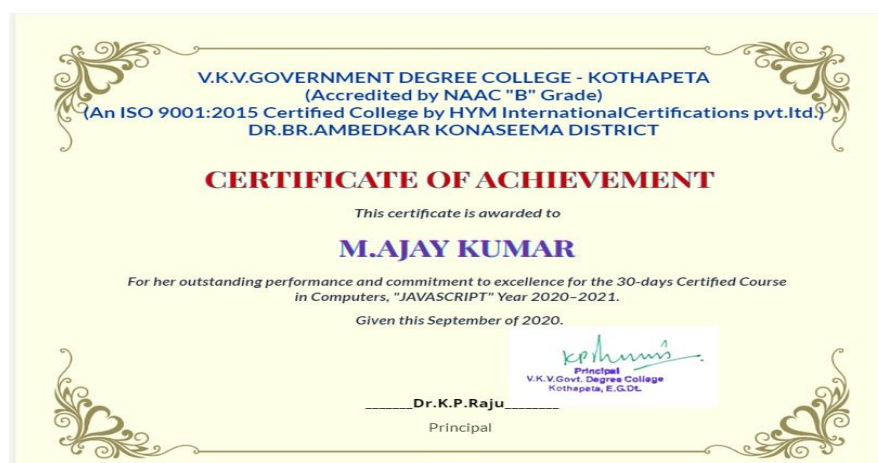 V.K.V.GOVERNMENT DEGREE COLLEGE - KOTHAPETA
(Accredited by NAAC "B" Grade)
(An ISO 9001:2015 Certified College by HYM InternationalCertifications pvt.ltd.)
DR.BR.AMBEDKAR KONASEEMA DISTRICT
CERTIFICATE OF ACHIEVEMENT
This certificate is awarded to
M.AJAY KUMAR
For her outstanding performance and commitment to excellence for the 30-days Certified Course
in Computers, "JAVASCRIPT" Year 2020–2021.
Given this September of 2020.
Principal
V.K.V.Govt. Degree College
Kothapeta, E.G.Dt.
_______Dr.K.P.Raju________
Principal